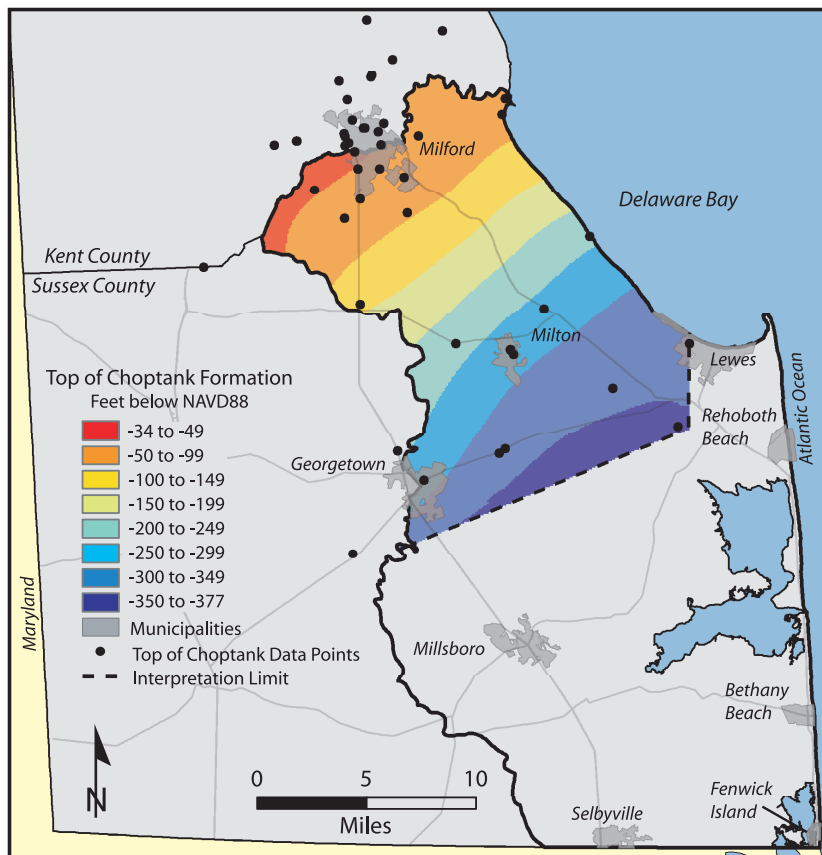 Milford
Delaware Bay
Kent County
Sussex County
Milton
Lewes
Top of Choptank Formation
Feet below NAVD88
-34 to -49
-50 to -99
-100 to -149
-150 to -199
-200 to -249
-250 to -299
-300 to -349
-350 to -377
Municipalities
Top of Choptank Data Points
Interpretation Limit
Rehoboth
Beach
Atlantic Ocean
Georgetown
Maryland
Millsboro
Bethany
Beach
N
0 5 10
Miles
Selbyville
Fenwick
Island